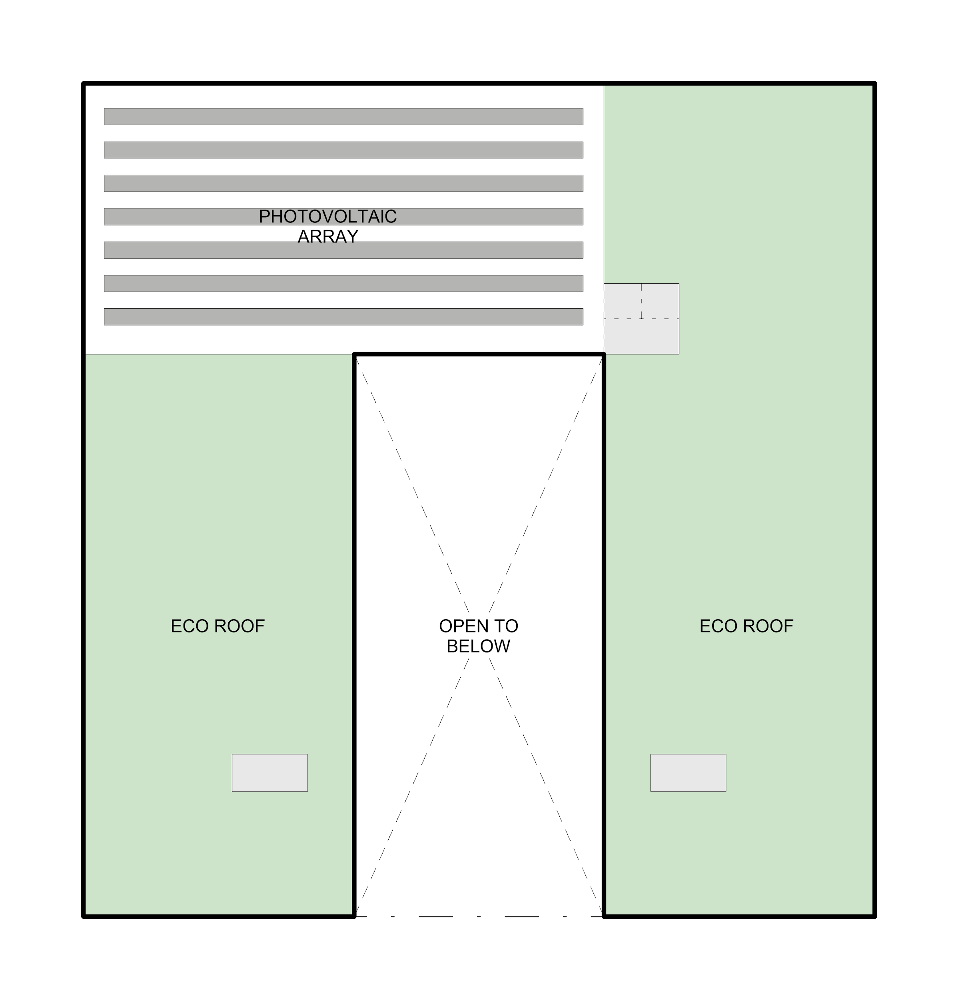 PHOTOVOLTAIC
ARRAY
ECO ROOF
OPEN TO
BELOW
ECO ROOF